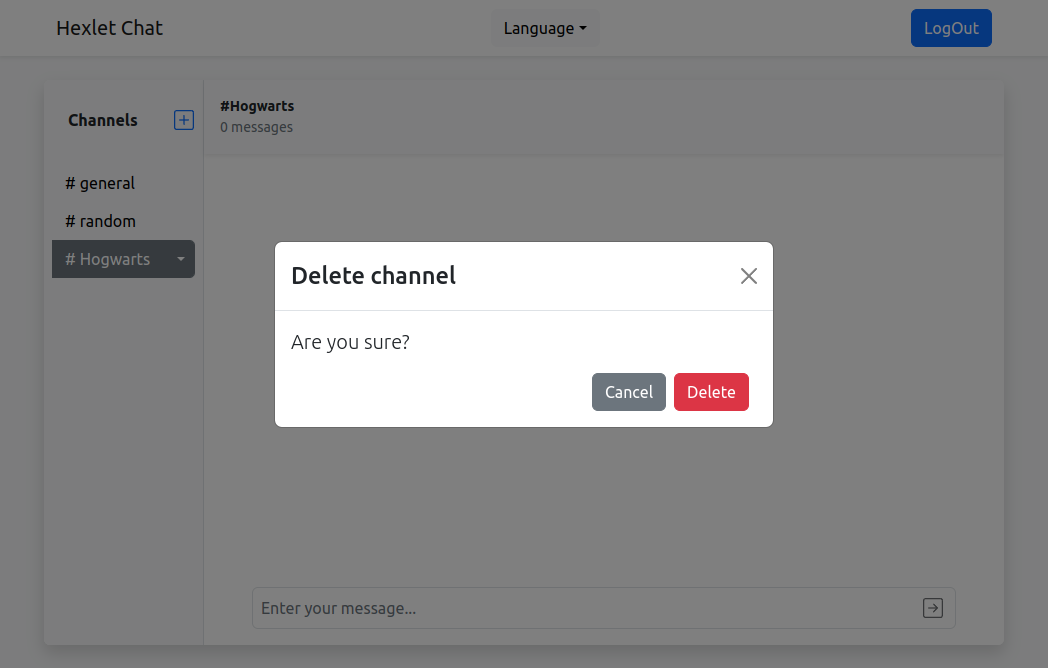 Hexlet Chat
Language
LogOut
Channels
# general
# random
# Hogwarts
#Hogwarts
0 messages
Delete channel
Are you sure?
Cancel
Delete
Enter your message...